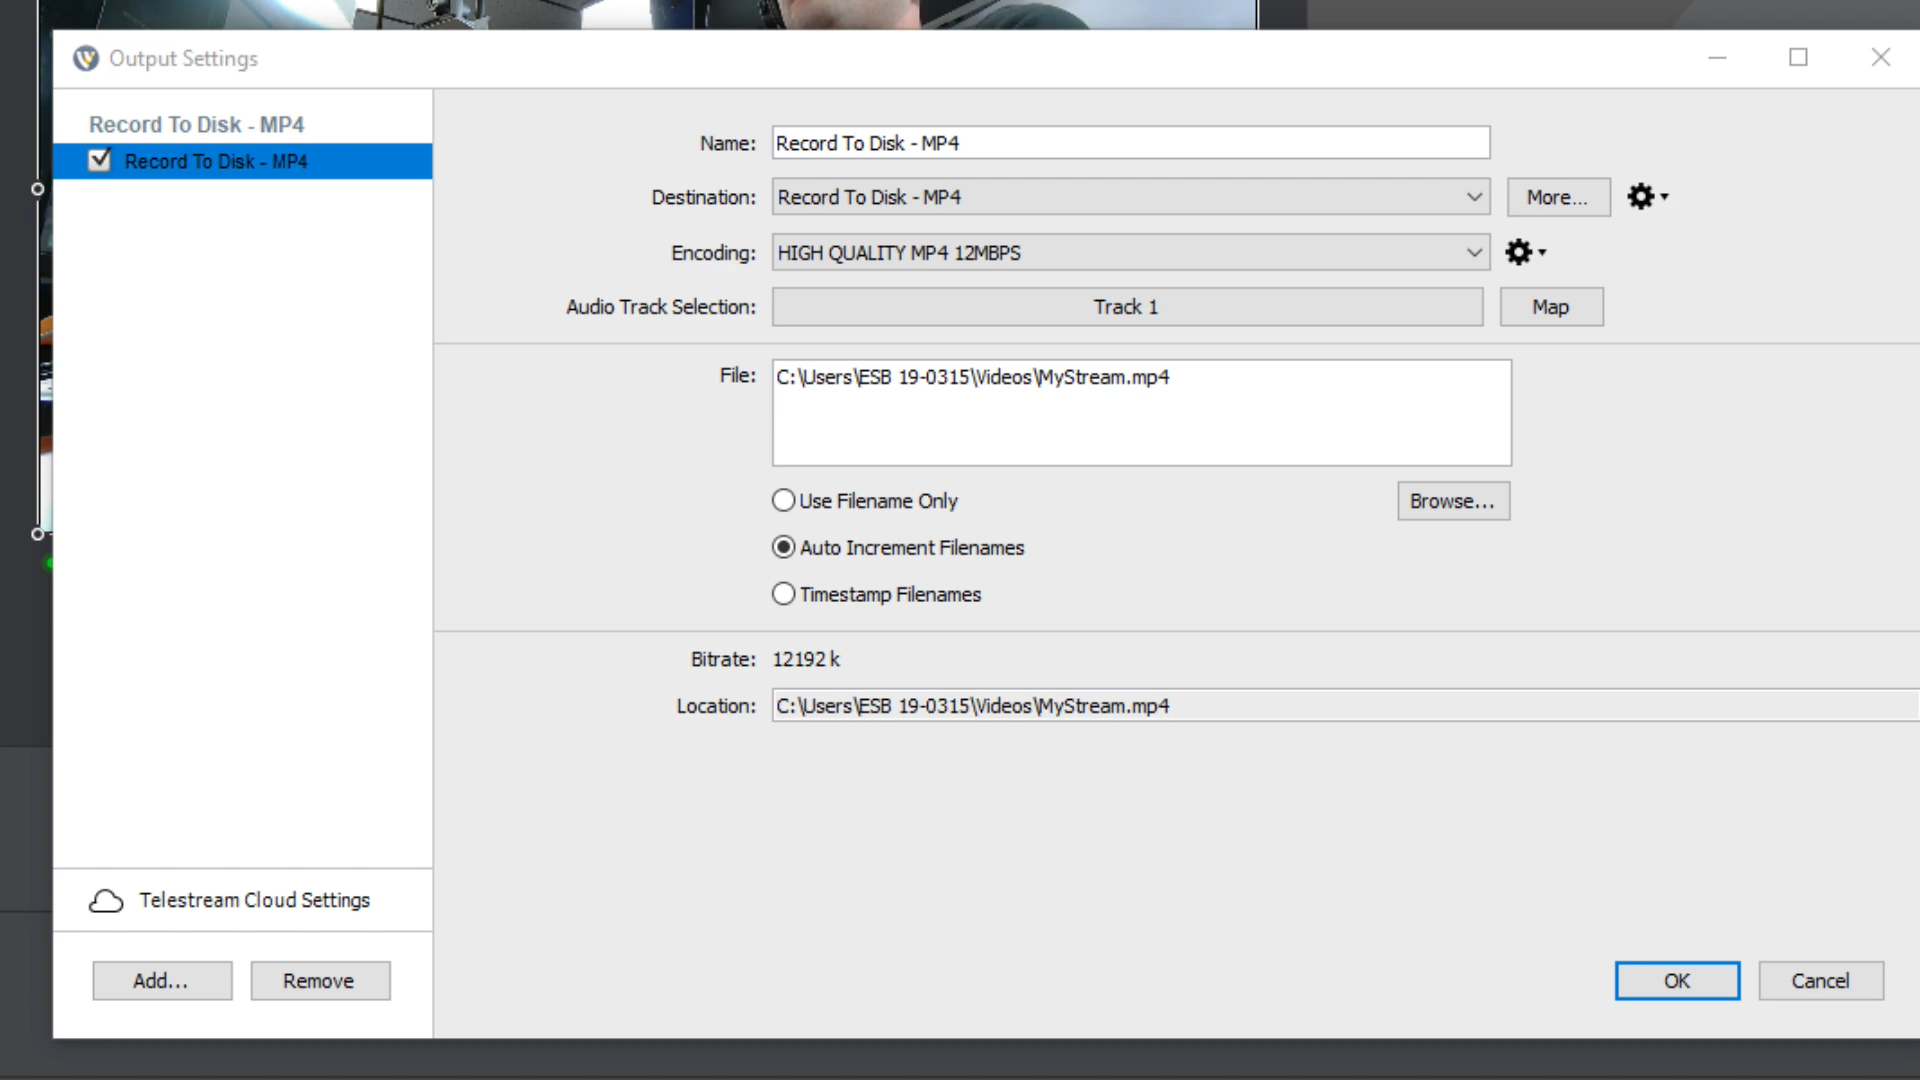 Output Settings
Record To Disk - MP4
Record To Disk - MP4
Name: Record To Disk - MP4
Destination: Record To Disk - MP4 More...
Encoding: HIGH QUALITY MP4 12MBPS
Audio Track Selection: Track 1 Map
File: C:\Users\ESB 19-0315\Videos\MyStream.mp4
Use Filename Only Browse...
Auto Increment Filenames
Timestamp Filenames
Bitrate: 12192 k
Location: C:\Users\ESB 19-0315\Videos\MyStream.mp4
Telestream Cloud Settings
Add... Remove OK Cancel